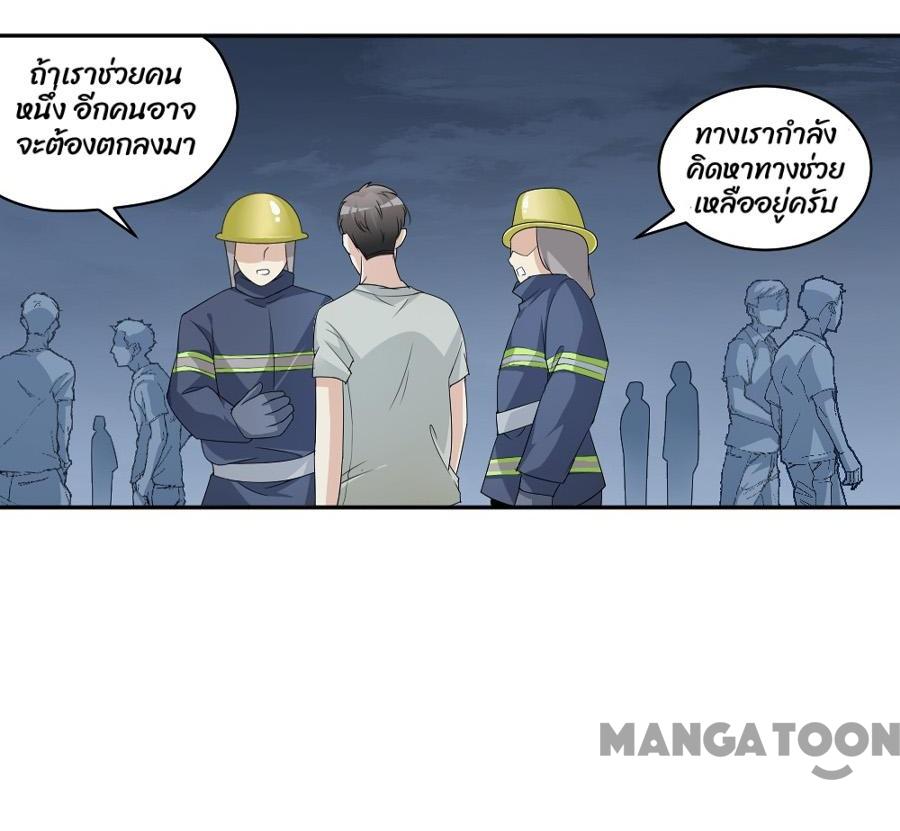 ถ้าเราช่วยคน
หนึ่ง อีกคนอาจ
จะต้องตกลงมา
ทางเรากำลัง
คิดหาทางช่วย
เหลืออยู่ครับ
MANGATOON